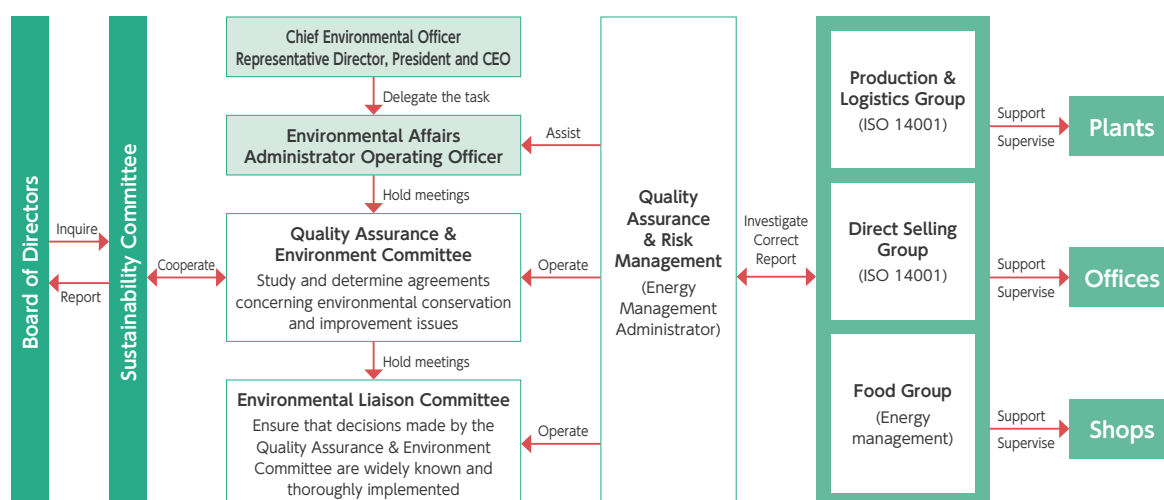 Board of Directors
Inquire
Report
Sustainability Committee
Cooperate
Chief Environmental Officer
Representative Director, President and CEO
Delegate the task
Environmental Affairs
Administrator Operating Officer
Hold meetings
Quality Assurance &
Environment Committee
Study and determine agreements
concerning environmental conservation
and improvement issues
Hold meetings
Environmental Liaison Committee
Ensure that decisions made by the
Quality Assurance & Environment
Committee are widely known and
thoroughly implemented
Assist
Operate
Operate
Quality
Assurance
& Risk
Management
(Energy
Management
Administrator)
Investigate
Correct
Report
Production &
Logistics Group
(ISO 14001)
Support
Supervise
Plants
Direct Selling
Group
(ISO 14001)
Support
Supervise
Offices
Food Group
(Energy
management)
Support
Supervise
Shops